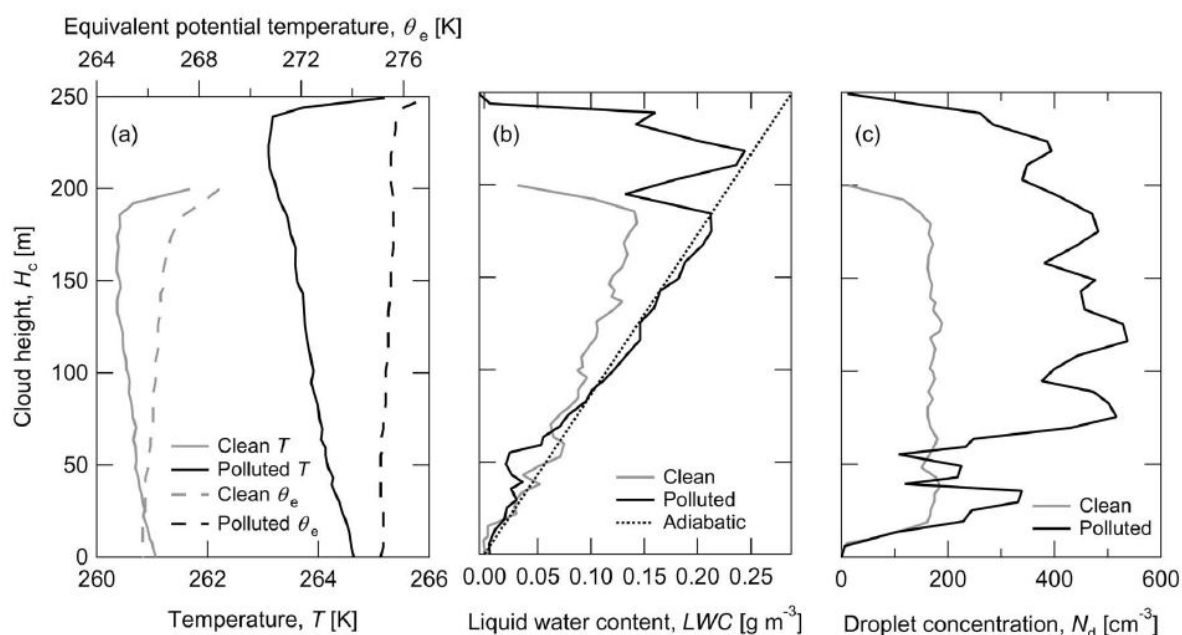 Equivalent potential temperature, θe [K]
264 268 272 276
250
200
150
100
50
0
Cloud height, Hc [m]
(a)
Clean T
Polluted T
Clean θe
Polluted θe
260 262 264 266
Temperature, T [K]
(b)
Clean
Polluted
Adiabatic
0.00 0.05 0.10 0.15 0.20 0.25
Liquid water content, LWC [g m-3]
(c)
Clean
Polluted
0 200 400 600
Droplet concentration, Nd [cm-3]